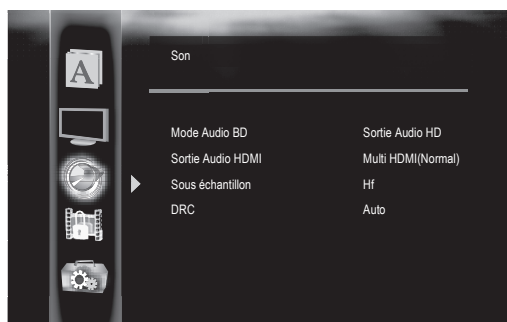 A
Son
Mode Audio BD Sortie Audio HD
Sortie Audio HDMI Multi HDMI(Normal)
Sous échantillon Hf
DRC Auto